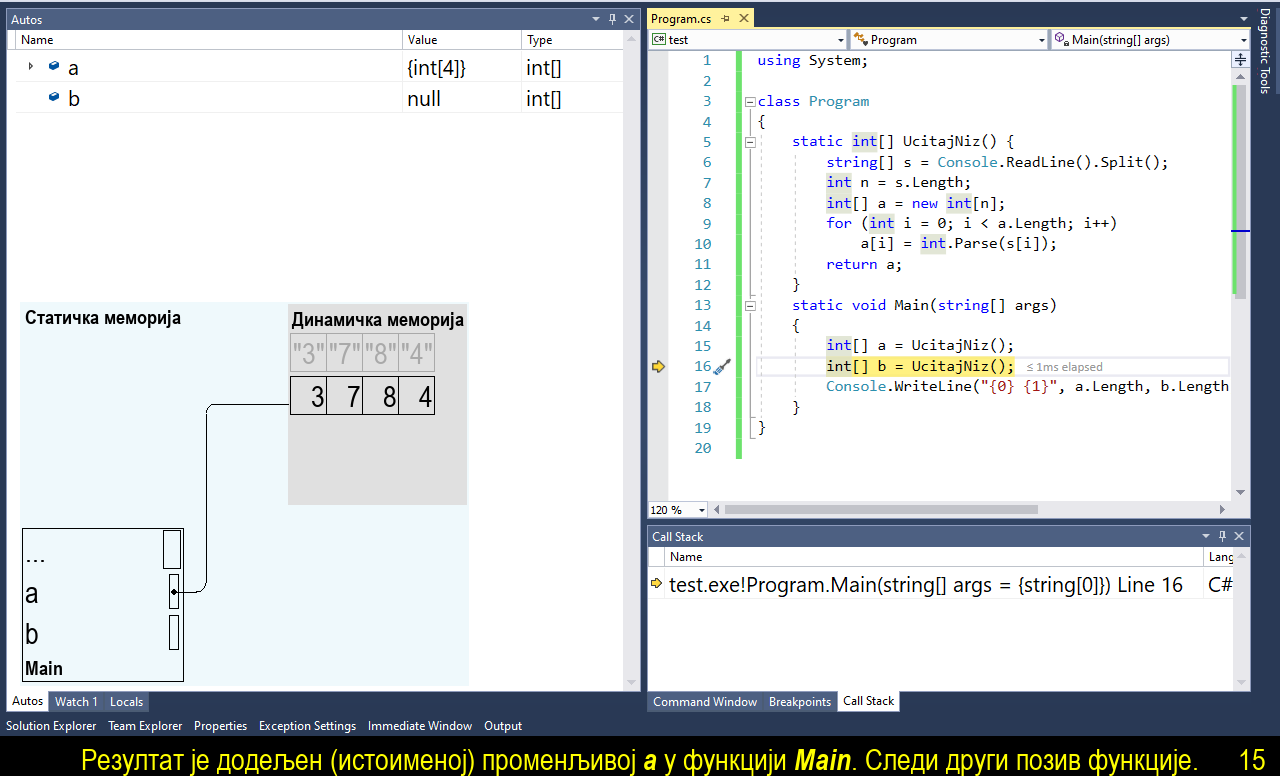 Autos
Name Value Type
a {int[4]} int[]
b null int[]
Статичка меморија
Динамичка меморија
"3" "7" "8" "4"
3 7 8 4
...
a
b
Main
Autos Watch 1 Locals
Program.cs
C# test Program Main(string[] args)
1 using System;
2
3 class Program
4 {
5 static int[] UcitajNiz() {
6 string[] s = Console.ReadLine().Split();
7 int n = s.Length;
8 int[] a = new int[n];
9 for (int i = 0; i < a.Length; i++)
10 a[i] = int.Parse(s[i]);
11 return a;
12 }
13 static void Main(string[] args)
14 {
15 int[] a = UcitajNiz();
16 int[] b = UcitajNiz(); ≤ 1ms elapsed
17 Console.WriteLine("{0} {1}", a.Length, b.Length
18 }
19 }
20
120 %
Diagnostic Tools
Call Stack
Name Lang
test.exe!Program.Main(string[] args = {string[0]}) Line 16 C#
Command Window Breakpoints Call Stack
Solution Explorer Team Explorer Properties Exception Settings Immediate Window Output
Резултат је додељен (истоименој) променљивој a у функцији Main. Следи други позив функције. 15